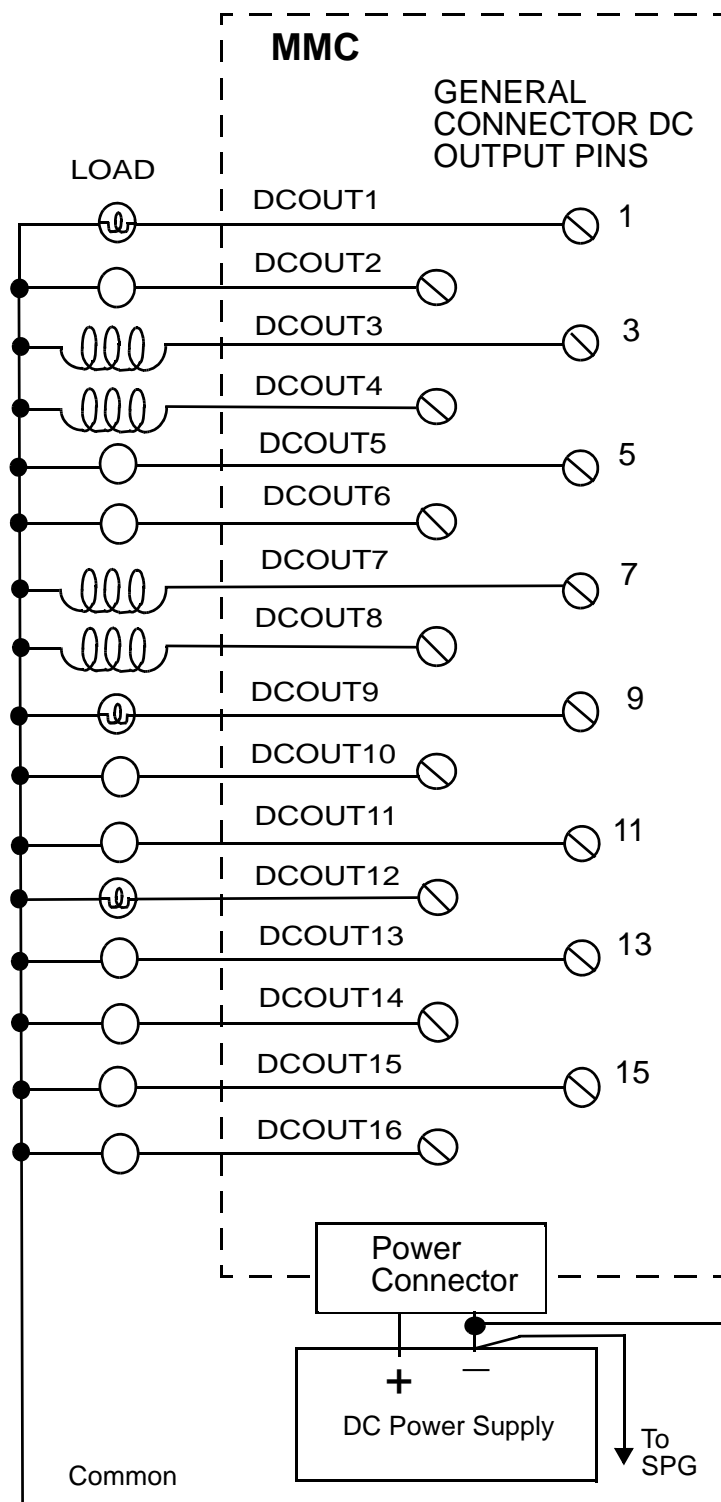 MMC
GENERAL
CONNECTOR DC
OUTPUT PINS
LOAD
DCOUT1
1
DCOUT2
DCOUT3
3
DCOUT4
DCOUT5
5
DCOUT6
DCOUT7
7
DCOUT8
DCOUT9
9
DCOUT10
DCOUT11
11
DCOUT12
DCOUT13
13
DCOUT14
DCOUT15
15
DCOUT16
Power
Connector
+ —
DC Power Supply
To
SPG
Common